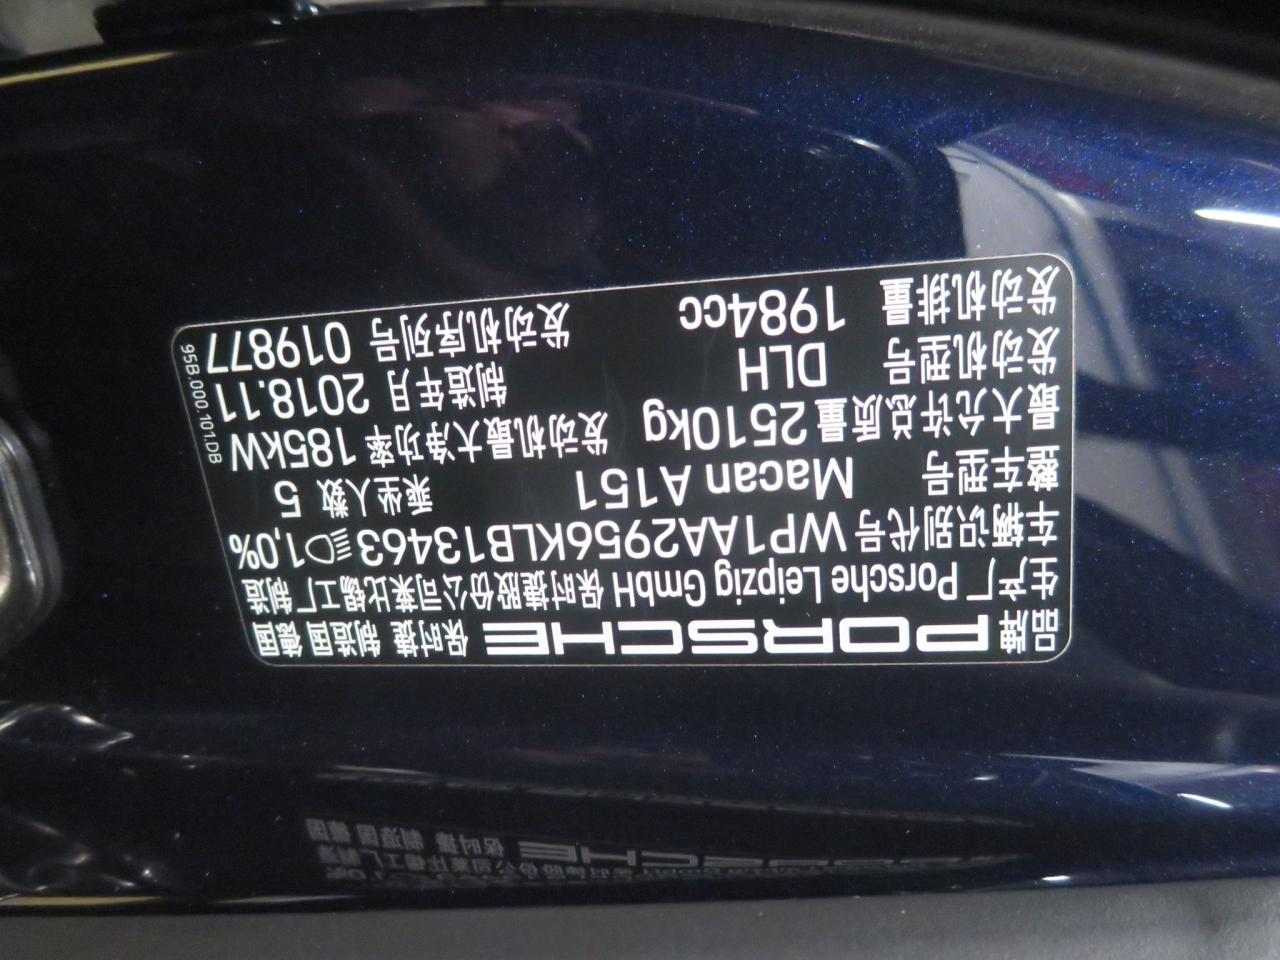 品牌 PORSCHE 保时捷 制造国 德国
生产厂 Porsche Leipzig GmbH 保时捷股份公司莱比锡工厂 制造
车辆识别代号 WP1AA2956KLB13463 1,0%
整车型号 Macan A151 乘坐人数 5
最大允许总质量 2510kg 发动机最大净功率 185kW
发动机型号 DLH 制造年月 2018.11
发动机排量 1984cc 发动机序列号 019877
95B.000.101.DB